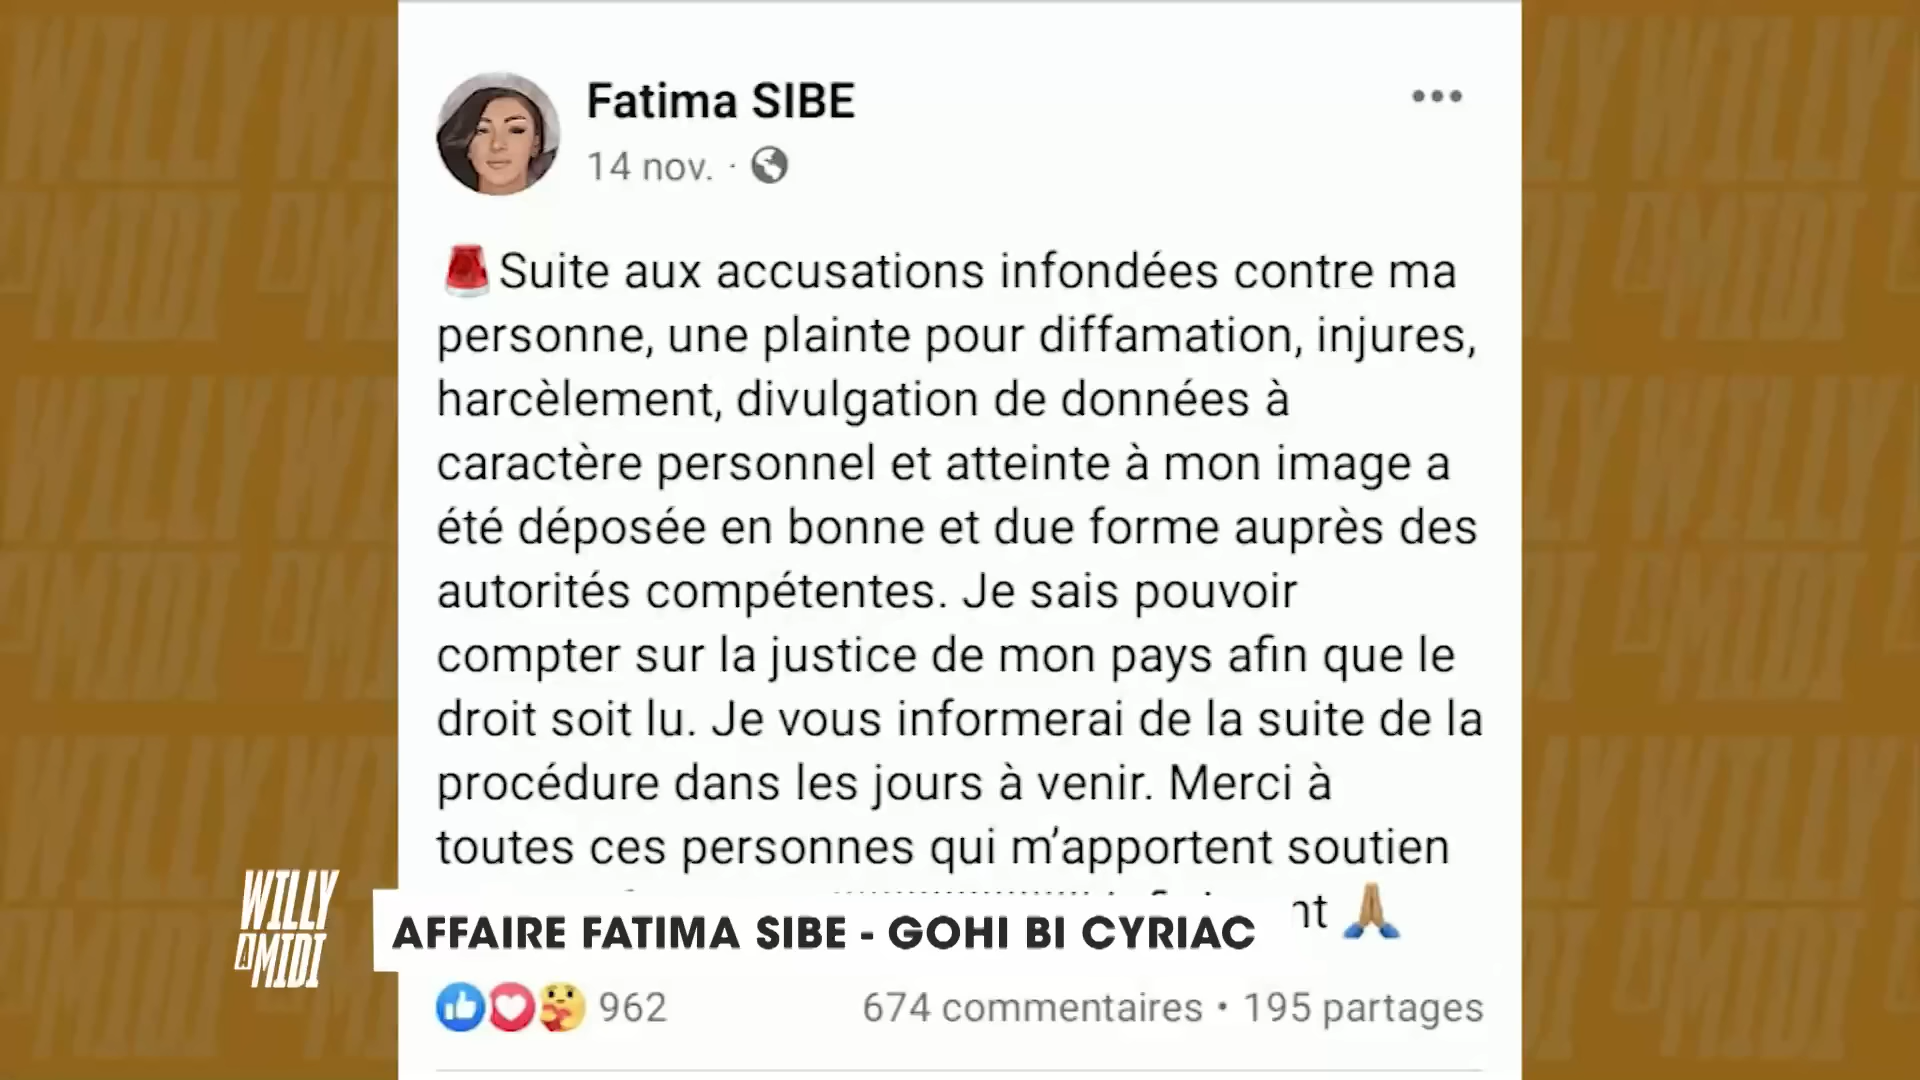 Fatima SIBE
14 nov. ·
Suite aux accusations infondées contre ma
personne, une plainte pour diffamation, injures,
harcèlement, divulgation de données à
caractère personnel et atteinte à mon image a
été déposée en bonne et due forme auprès des
autorités compétentes. Je sais pouvoir
compter sur la justice de mon pays afin que le
droit soit lu. Je vous informerai de la suite de la
procédure dans les jours à venir. Merci à
toutes ces personnes qui m'apportent soutien
WILLY
A MIDI
AFFAIRE FATIMA SIBE - GOHI BI CYRIAC
962
674 commentaires • 195 partages